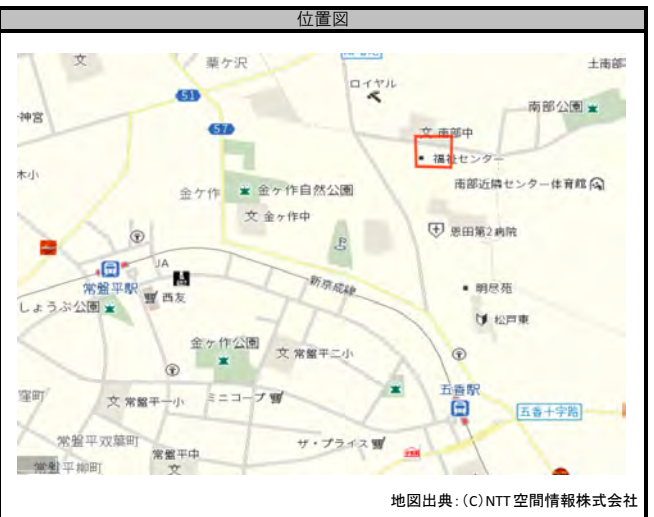 位置図
文
栗ケ沢
ロイヤル
土南部
51
南部公園
神宮
57
文 南部中
福祉センター
木小
南部近隣センター体育館
金ケ作
金ヶ作自然公園
文 金ヶ作中
恩田第2病院
JA
新京成線
常盤平駅
明尽苑
西友
しょうぶ公園
松戸東
金ヶ作公園
文 常盤平二小
五香駅
窪町
文 常盤平一小
ミニコープ
五香十字路
常盤平双葉町
ザ・プライス
常盤平中
常盤平柳町
文
地図出典：(C)NTT空間情報株式会社